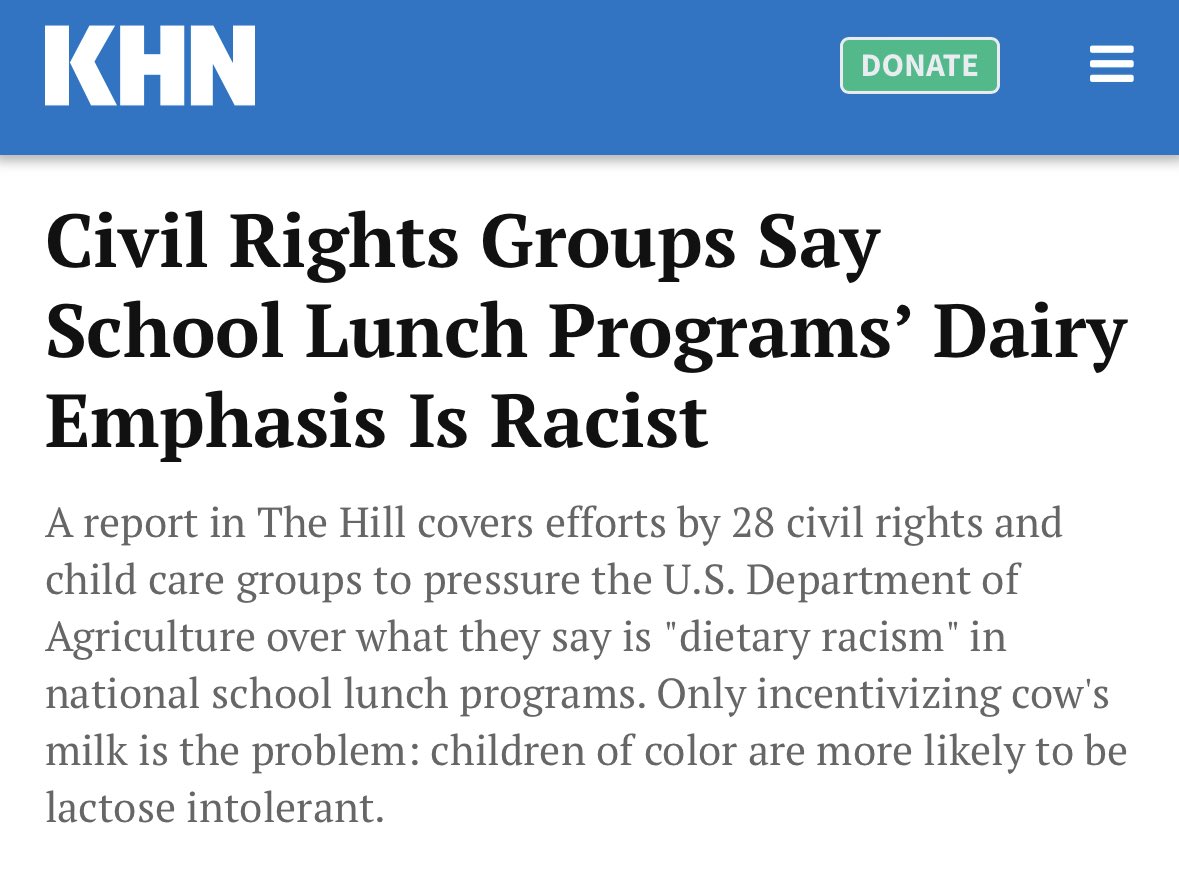 KHN
DONATE
Civil Rights Groups Say
School Lunch Programs’ Dairy
Emphasis Is Racist
A report in The Hill covers efforts by 28 civil rights and
child care groups to pressure the U.S. Department of
Agriculture over what they say is "dietary racism" in
national school lunch programs. Only incentivizing cow's
milk is the problem: children of color are more likely to be
lactose intolerant.